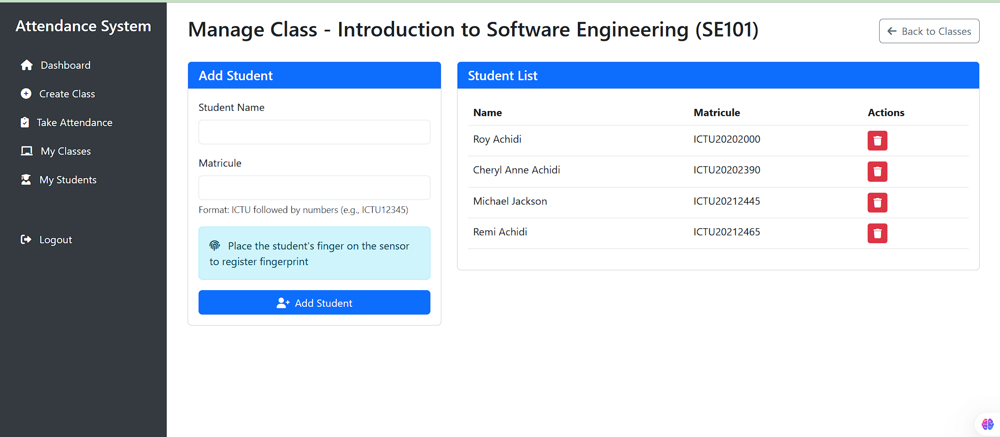 Attendance System
Dashboard
Create Class
Take Attendance
My Classes
My Students
Logout
Manage Class - Introduction to Software Engineering (SE101)
Back to Classes
Add Student
Student Name
Matricule
Format: ICTU followed by numbers (e.g., ICTU12345)
Place the student's finger on the sensor
to register fingerprint
Add Student
Student List
Name Matricule Actions
Roy Achidi ICTU20202000
Cheryl Anne Achidi ICTU20202390
Michael Jackson ICTU20212445
Remi Achidi ICTU20212465